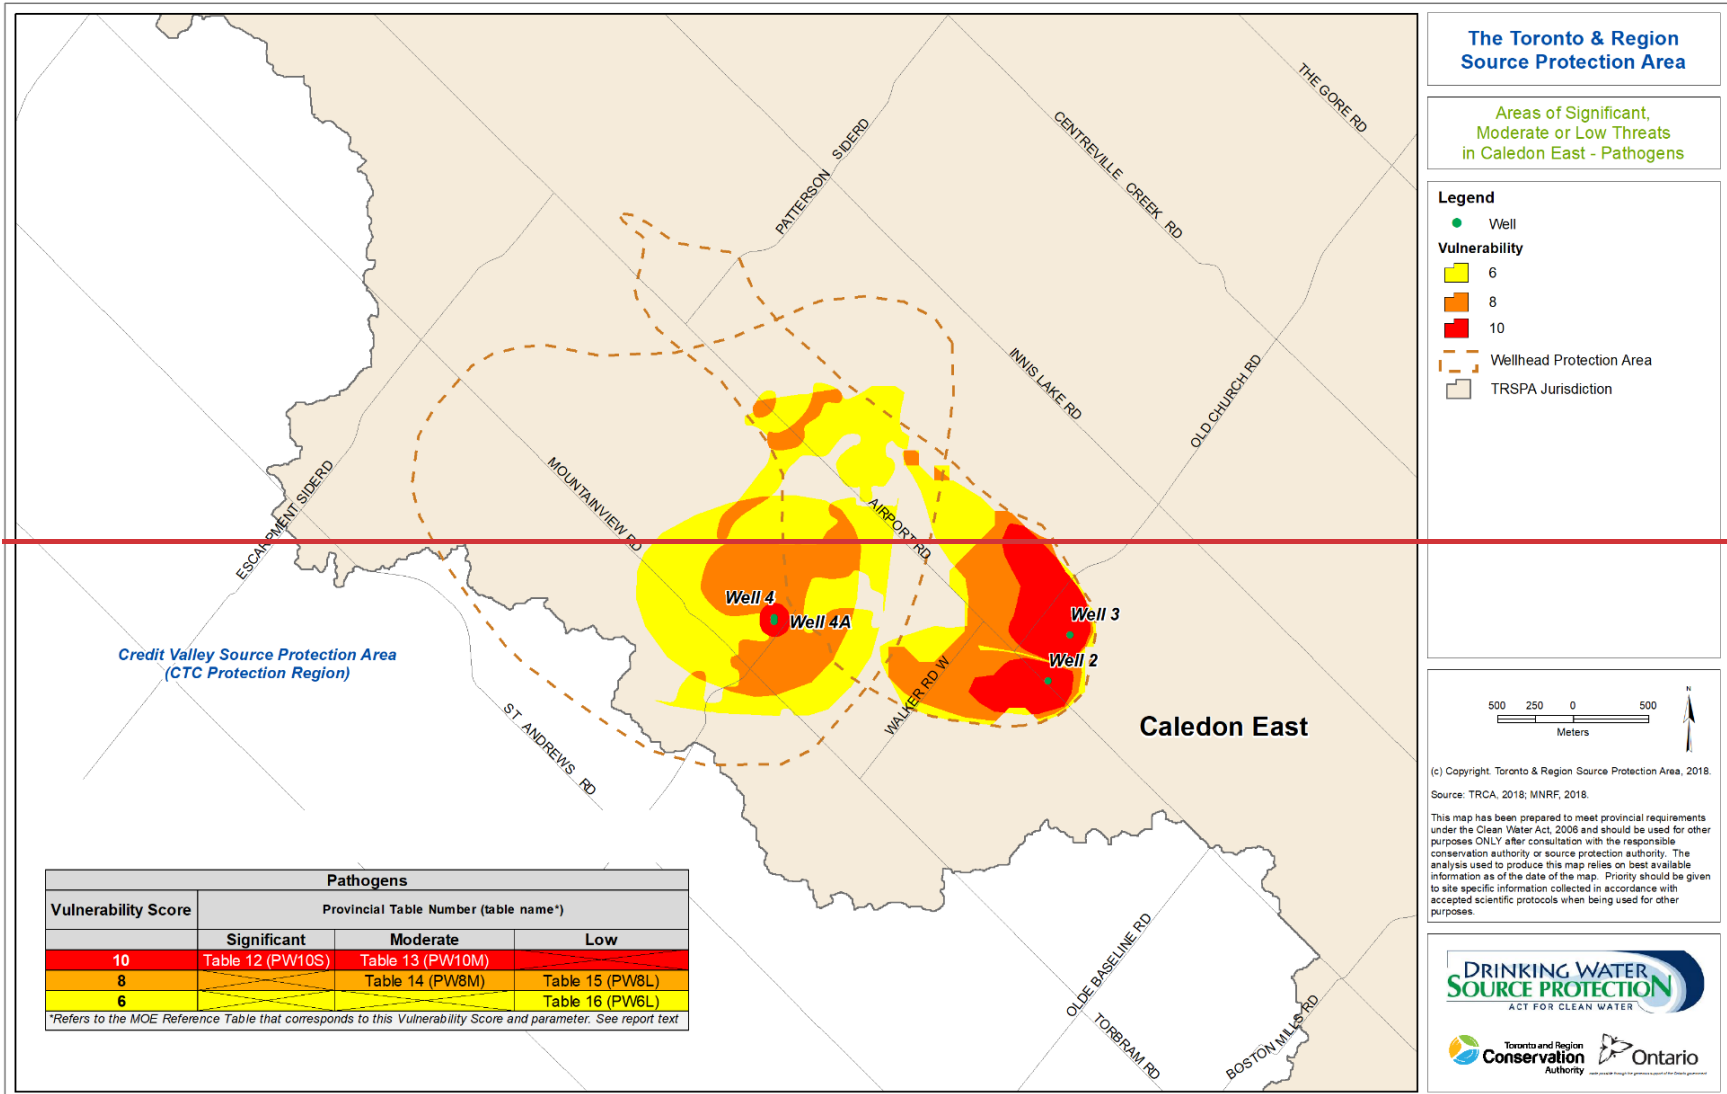 The Toronto & Region
Source Protection Area
Areas of Significant,
Moderate or Low Threats
in Caledon East - Pathogens
Legend
Well
Vulnerability
6
8
10
Wellhead Protection Area
TRSPA Jurisdiction
THE GORE RD
CENTREVILLE CREEK RD
PATTERSON SIDERD
INNIS LAKE RD
OLD CHURCH RD
MOUNTAINVIEW RD
ESCARPMENT SIDERD
AIRPORT RD
Well 4
Well 4A
Well 3
Well 2
WALKER RD W
Credit Valley Source Protection Area
(CTC Protection Region)
ST. ANDREWS RD
Caledon East
OLDE BASELINE RD
TORBRAM RD
BOSTON MILLS RD
N
500 250 0 500
Meters
(c) Copyright. Toronto & Region Source Protection Area, 2018.
Source: TRCA, 2018; MNRF, 2018.
This map has been prepared to meet provincial requirements
under the Clean Water Act, 2006 and should be used for other
purposes ONLY after consultation with the responsible
conservation authority or source protection authority. The
analysis used to produce this map relies on best available
information as of the date of the map. Priority should be given
to site specific information collected in accordance with
accepted scientific protocols when being used for other
purposes.
Pathogens
Vulnerability Score Provincial Table Number (table name*)
Significant Moderate Low
10 Table 12 (PW10S) Table 13 (PW10M)
8 Table 14 (PW8M) Table 15 (PW8L)
6 Table 16 (PW6L)
*Refers to the MOE Reference Table that corresponds to this Vulnerability Score and parameter. See report text
DRINKING WATER
SOURCE PROTECTION
ACT FOR CLEAN WATER
Toronto and Region
Conservation
Authority
Ontario